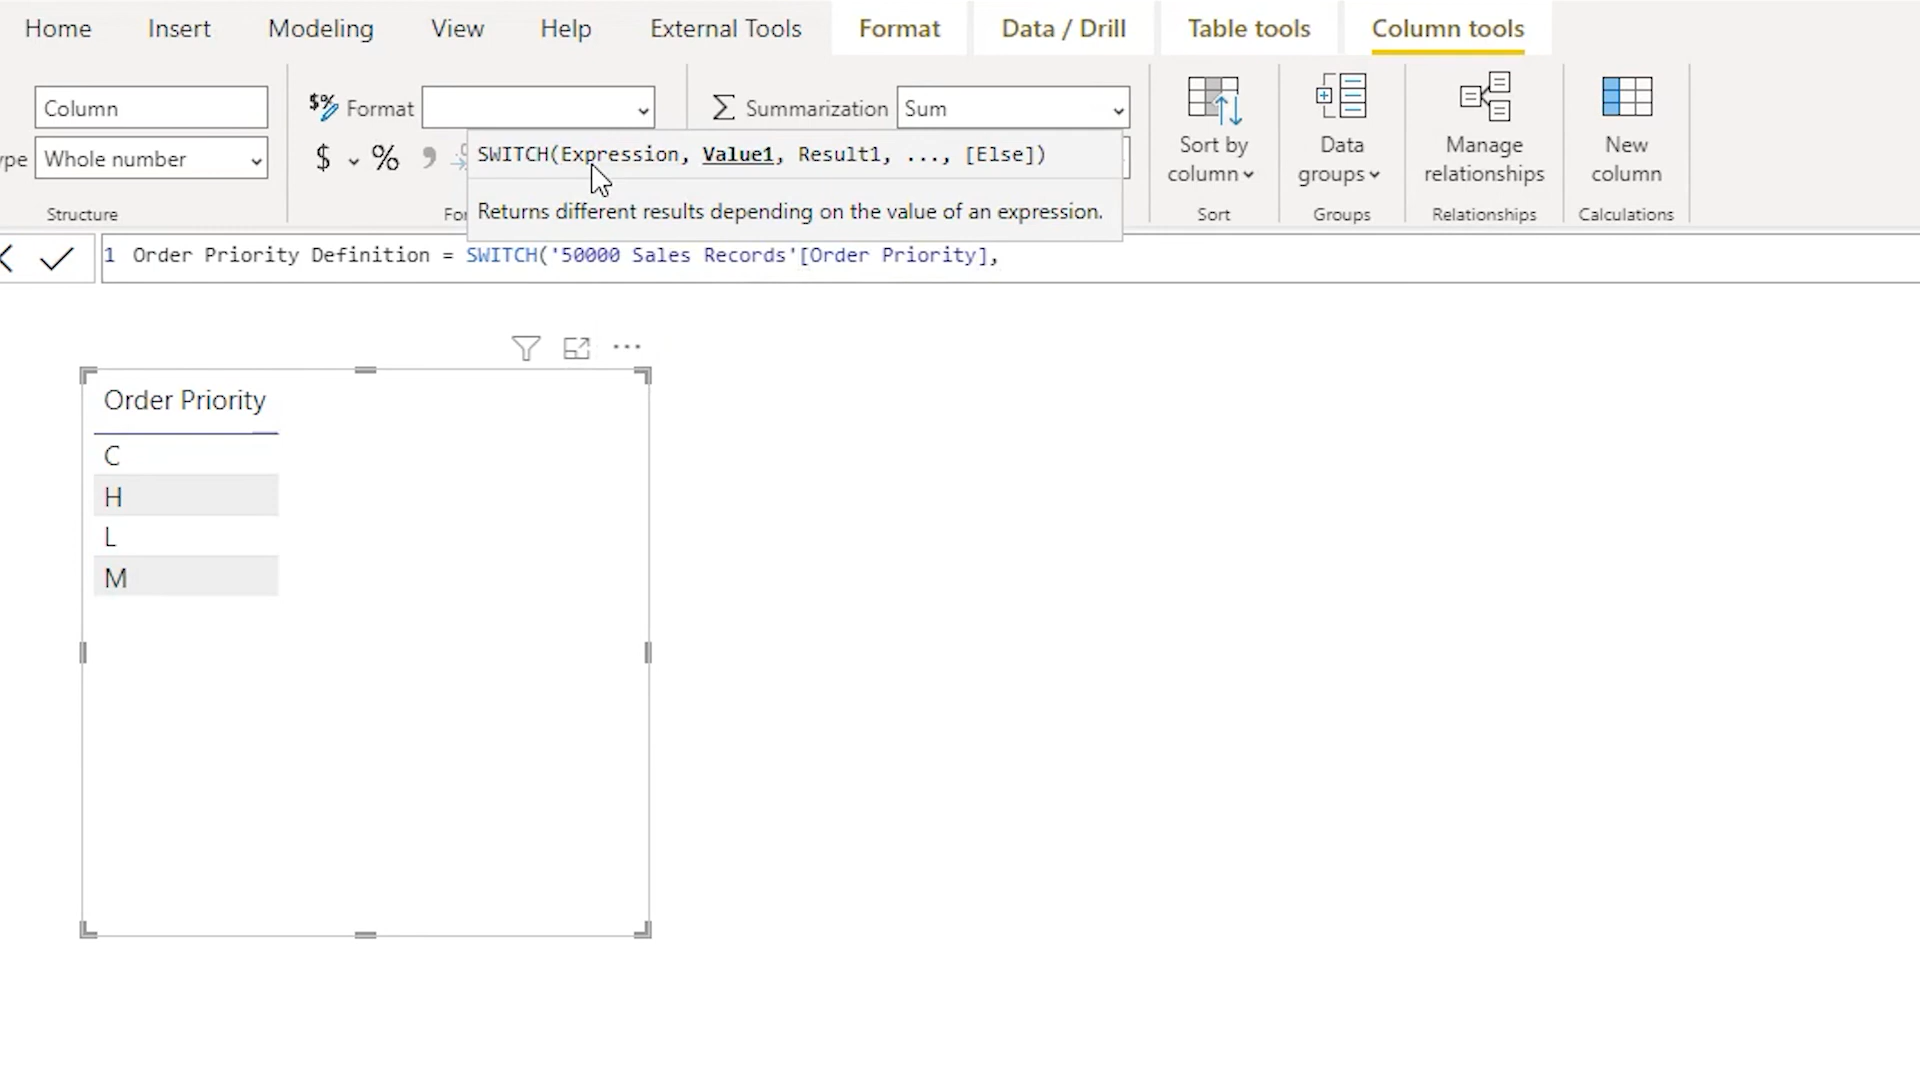 Home Insert Modeling View Help External Tools Format Data / Drill Table tools Column tools
Column
$% Format
Summarization Sum
ype Whole number
$ %
SWITCH(Expression, Value1, Result1, ..., [Else])
Returns different results depending on the value of an expression.
Sort by
column
Data
groups
Manage
relationships
New
column
Structure
For
Sort
Groups
Relationships
Calculations
1 Order Priority Definition = SWITCH('50000 Sales Records'[Order Priority],
Order Priority
C
H
L
M